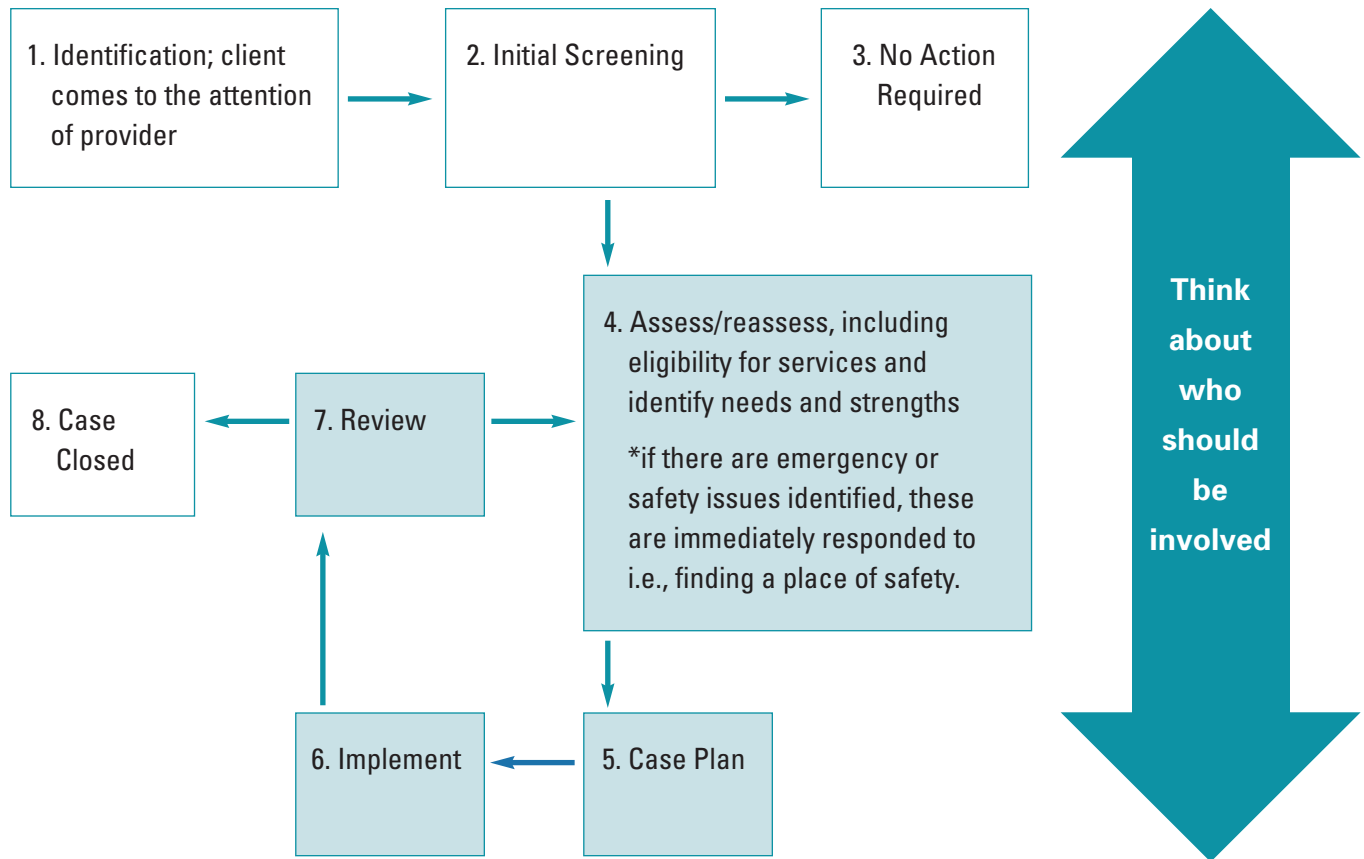 1. Identification; client
comes to the attention
of provider
2. Initial Screening
3. No Action
Required
4. Assess/reassess, including
eligibility for services and
identify needs and strengths
*if there are emergency or
safety issues identified, these
are immediately responded to
i.e., finding a place of safety.
8. Case
Closed
7. Review
6. Implement
5. Case Plan
Think
about
who
should
be
involved